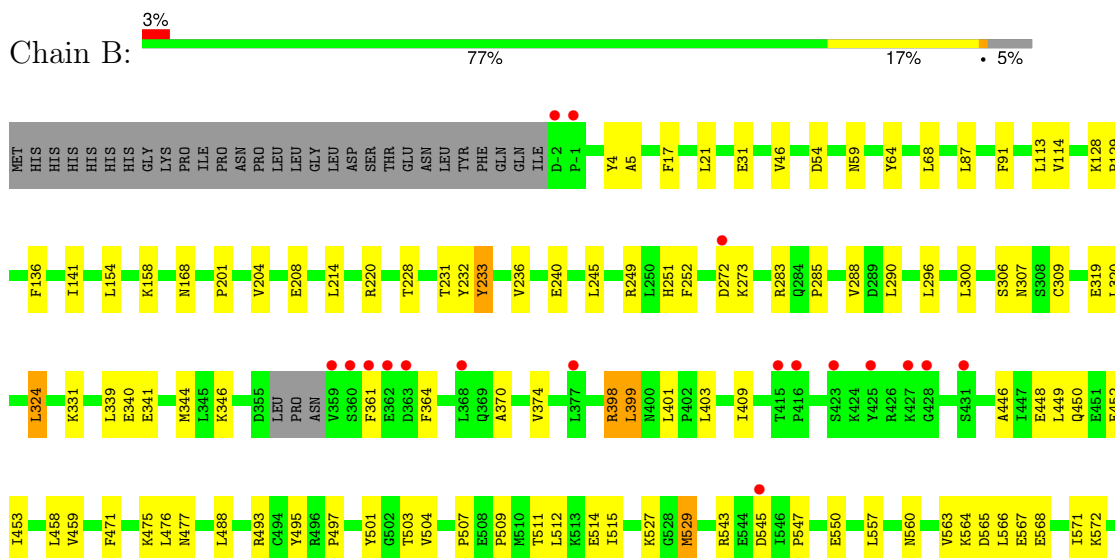 3%
Chain B:
77% 17% • 5%
MET HIS HIS HIS HIS HIS HIS GLY LYS PRO ILE PRO ASN PRO LEU LEU GLY LEU ASP SER THR GLU ASN LEU TYR PHE GLN GLN ILE D-2 P-1 Y4 A5 F17 L21 E31 V46 D54 N59 Y64 L68 L87 F91 L113 V114 K128
F136 I141 L154 K158 N168 P201 V204 E208 L214 R220 T228 T231 Y232 Y233 V236 E240 L245 R249 L250 H251 F252 D272 K273 R283 Q284 P285 V288 D289 L290 L296 L300 S306 N307 S308 C309 E319 L320
L324 K331 L339 E340 E341 M344 L345 K346 D355 LEU PRO ASN V359 S360 F361 E362 D363 F364 L368 Q369 A370 V374 L377 R398 L399 N400 L401 P402 L403 I409 T415 P416 S423 K424 Y425 R426 K427 G428 S431 A446 I447 E448 L449 Q450 E451
I453 L458 V459 F471 K475 L476 N477 L488 R493 C494 Y495 R496 P497 Y501 G502 T503 V504 P507 E508 P509 M510 T511 L512 K513 E514 I515 K527 G528 M529 R543 E544 D545 I546 P547 E550 L557 N560 V563 K564 D565 L566 E567 E568 I571 K572